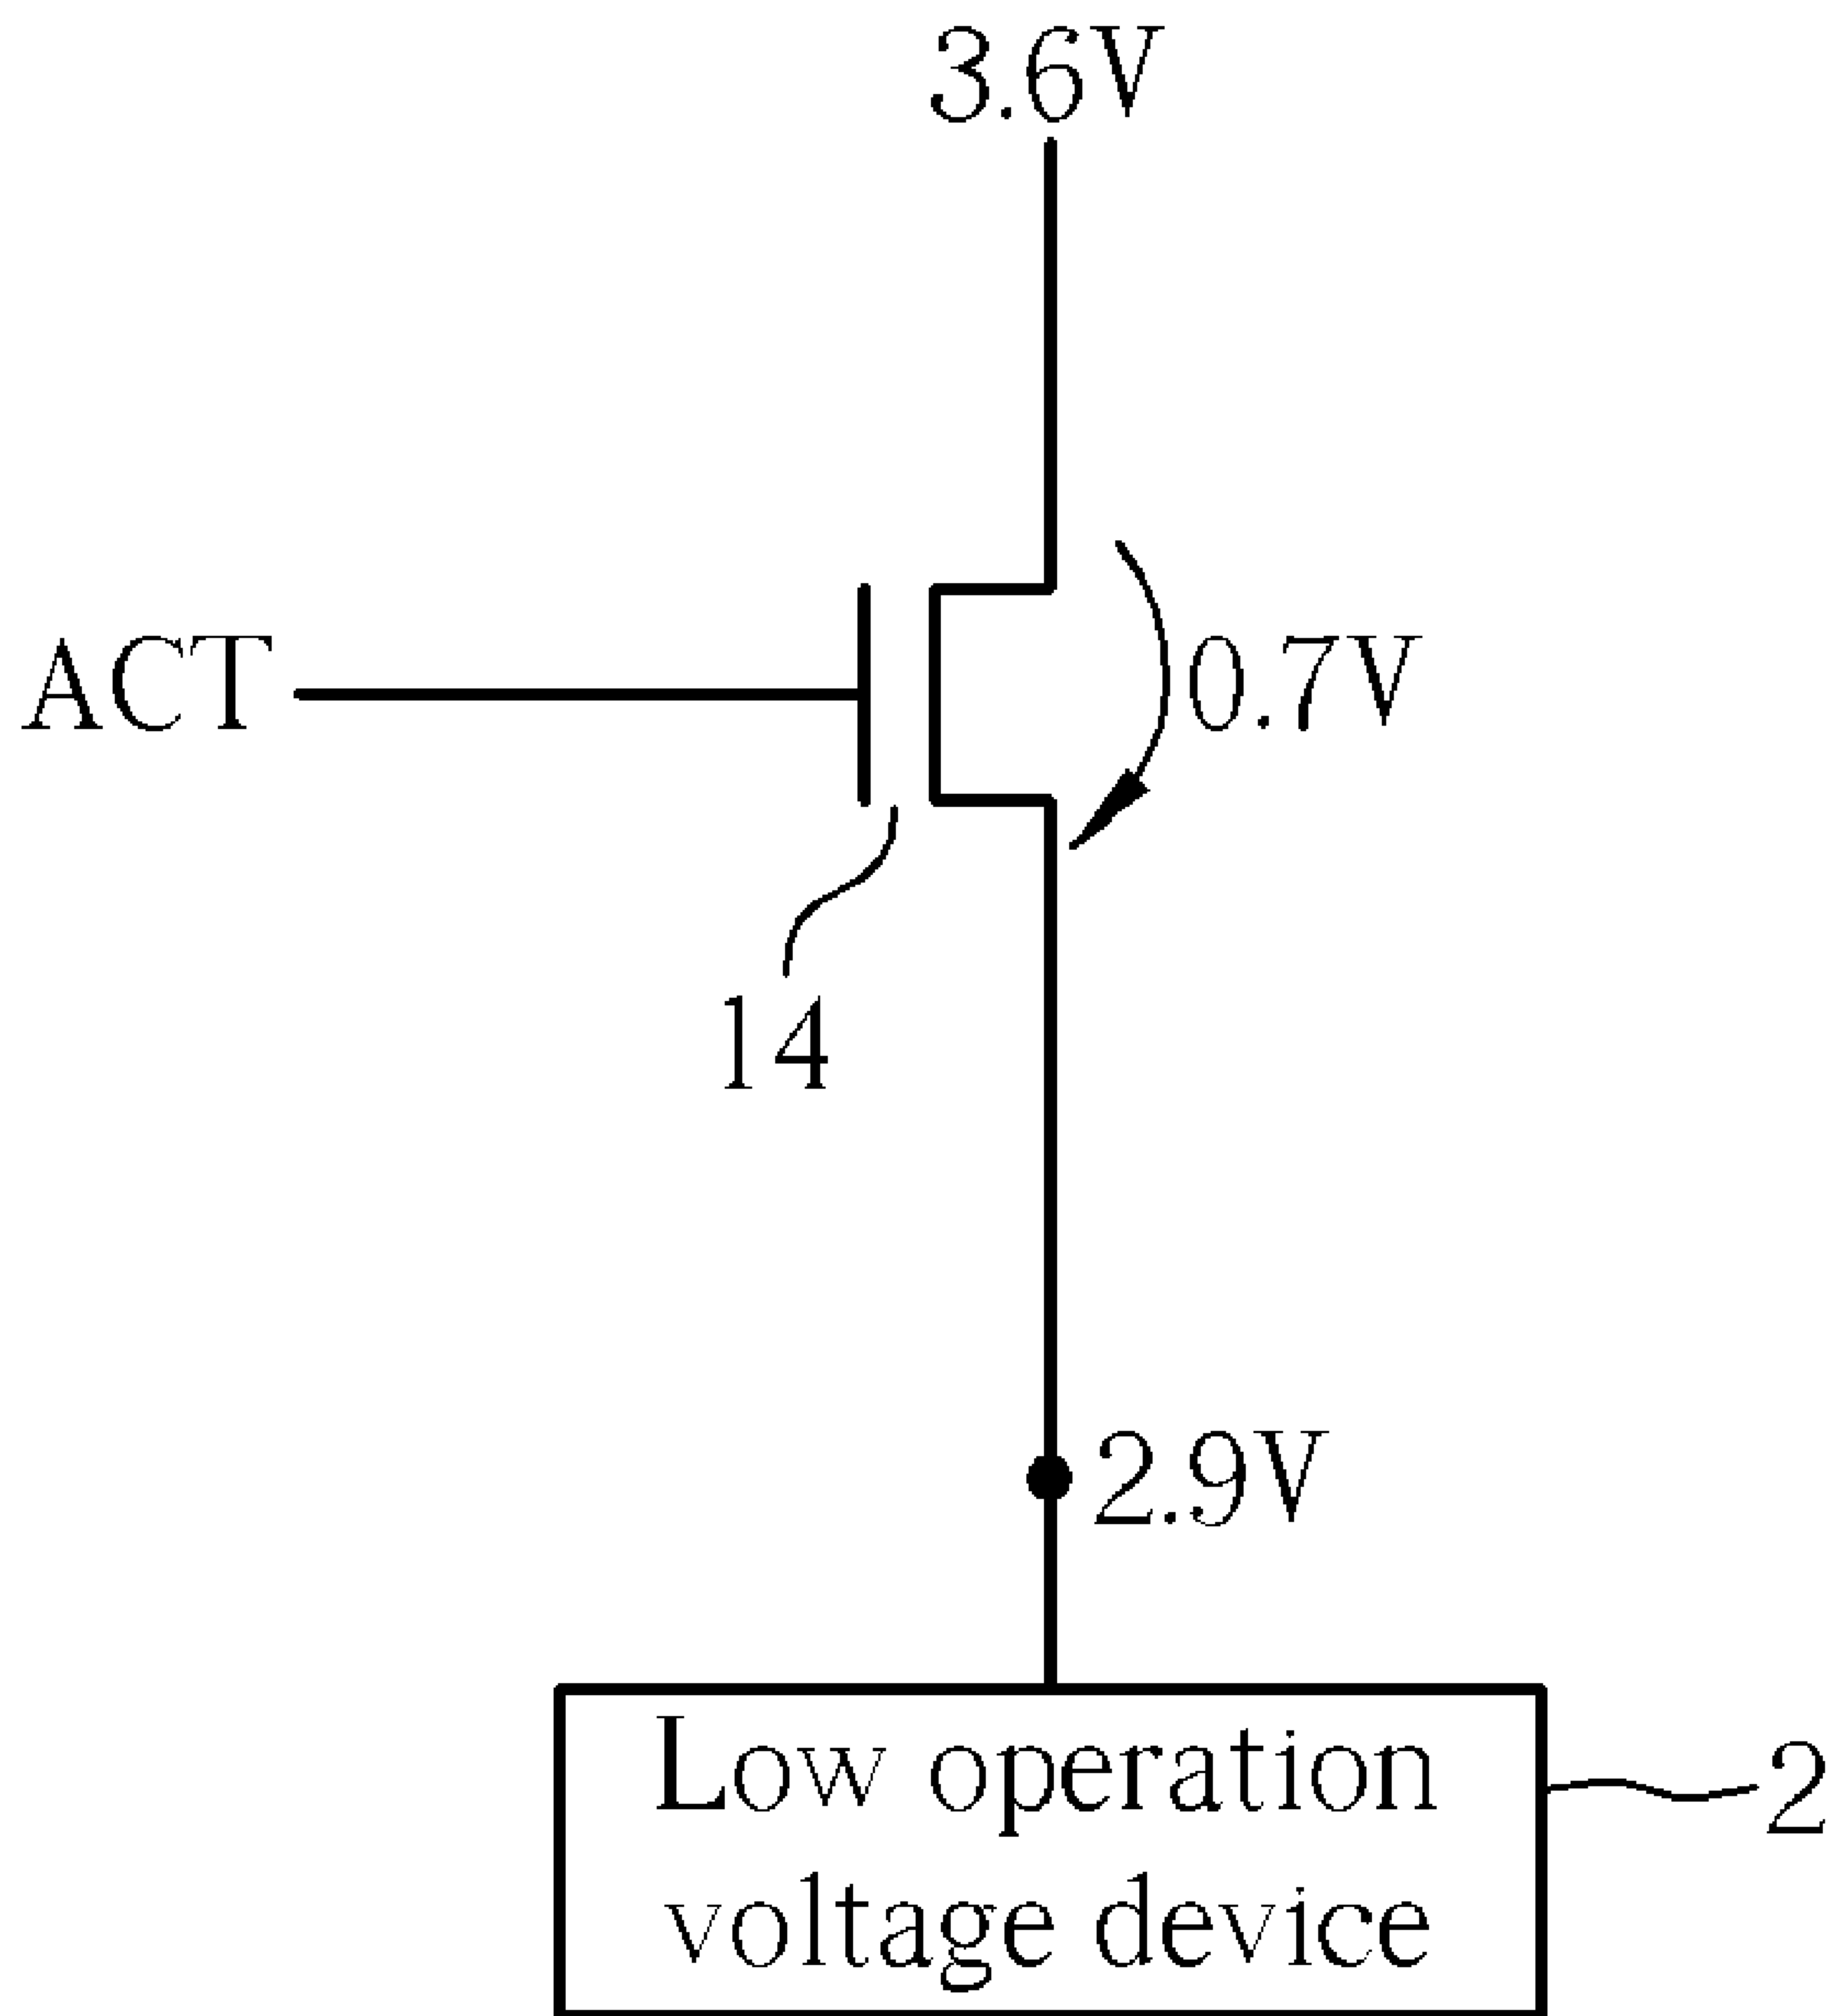 3.6V
ACT
0.7V
14
2.9V
Low operation
voltage device
2